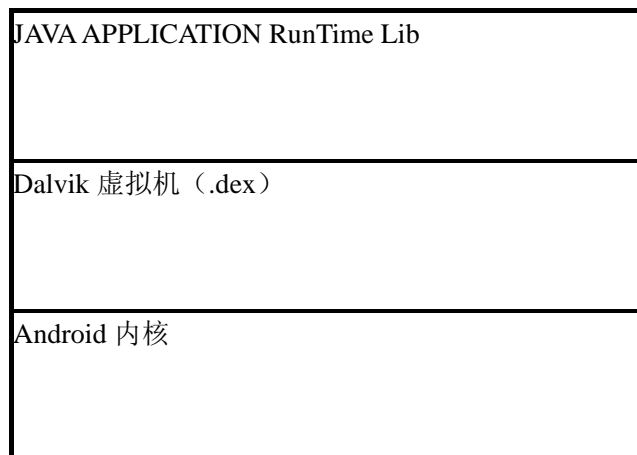 JAVA APPLICATION RunTime Lib
Dalvik 虚拟机（.dex）
Android 内核